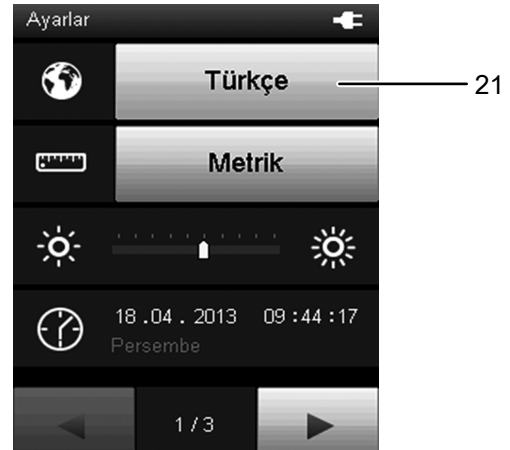 Ayarlar
Türkçe
21
Metrik
18 .04 . 2013 09 :44 :17
Persembe
1 / 3